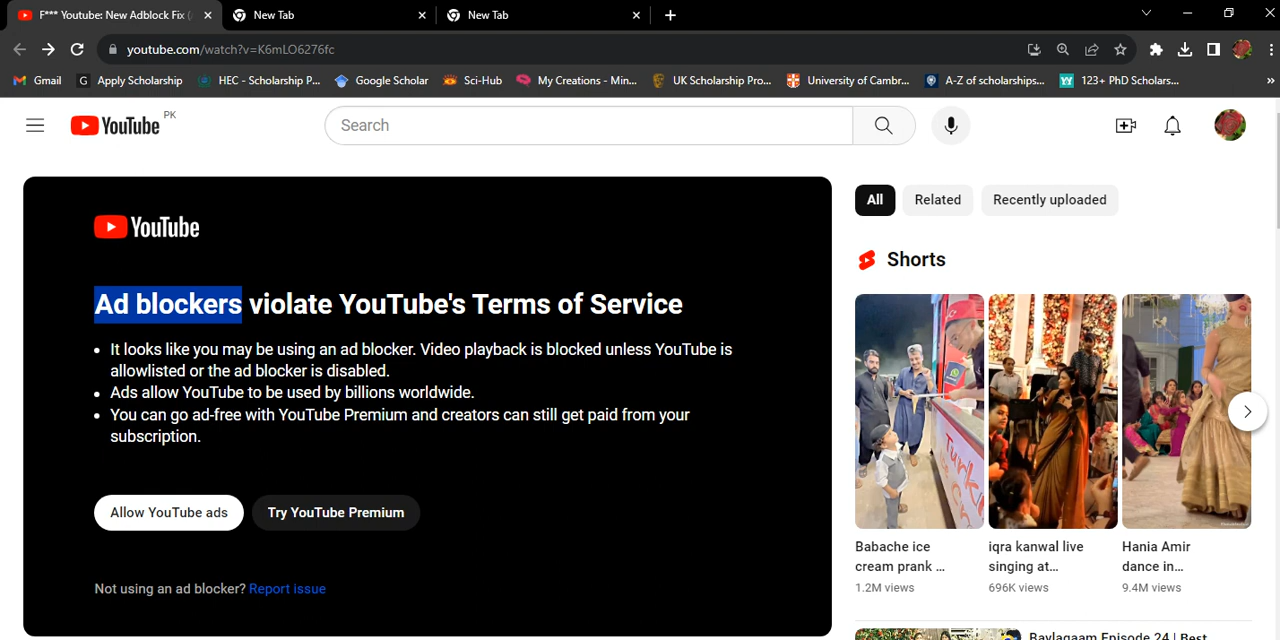 F*** Youtube: New Adblock Fix (
New Tab
New Tab
youtube.com/watch?v=K6mLO6276fc
Gmail
Apply Scholarship
HEC - Scholarship P...
Google Scholar
Sci-Hub
My Creations - Min...
UK Scholarship Pro...
University of Cambr...
A-Z of scholarships...
123+ PhD Scholars...
YouTube PK
Search
YouTube
Ad blockers violate YouTube's Terms of Service
It looks like you may be using an ad blocker. Video playback is blocked unless YouTube is
allowlisted or the ad blocker is disabled.
Ads allow YouTube to be used by billions worldwide.
You can go ad-free with YouTube Premium and creators can still get paid from your
subscription.
Allow YouTube ads
Try YouTube Premium
Not using an ad blocker? Report issue
All
Related
Recently uploaded
Shorts
Babache ice
cream prank ...
1.2M views
iqra kanwal live
singing at...
696K views
Hania Amir
dance in...
9.4M views
Baylagaam Episode 24 | Best